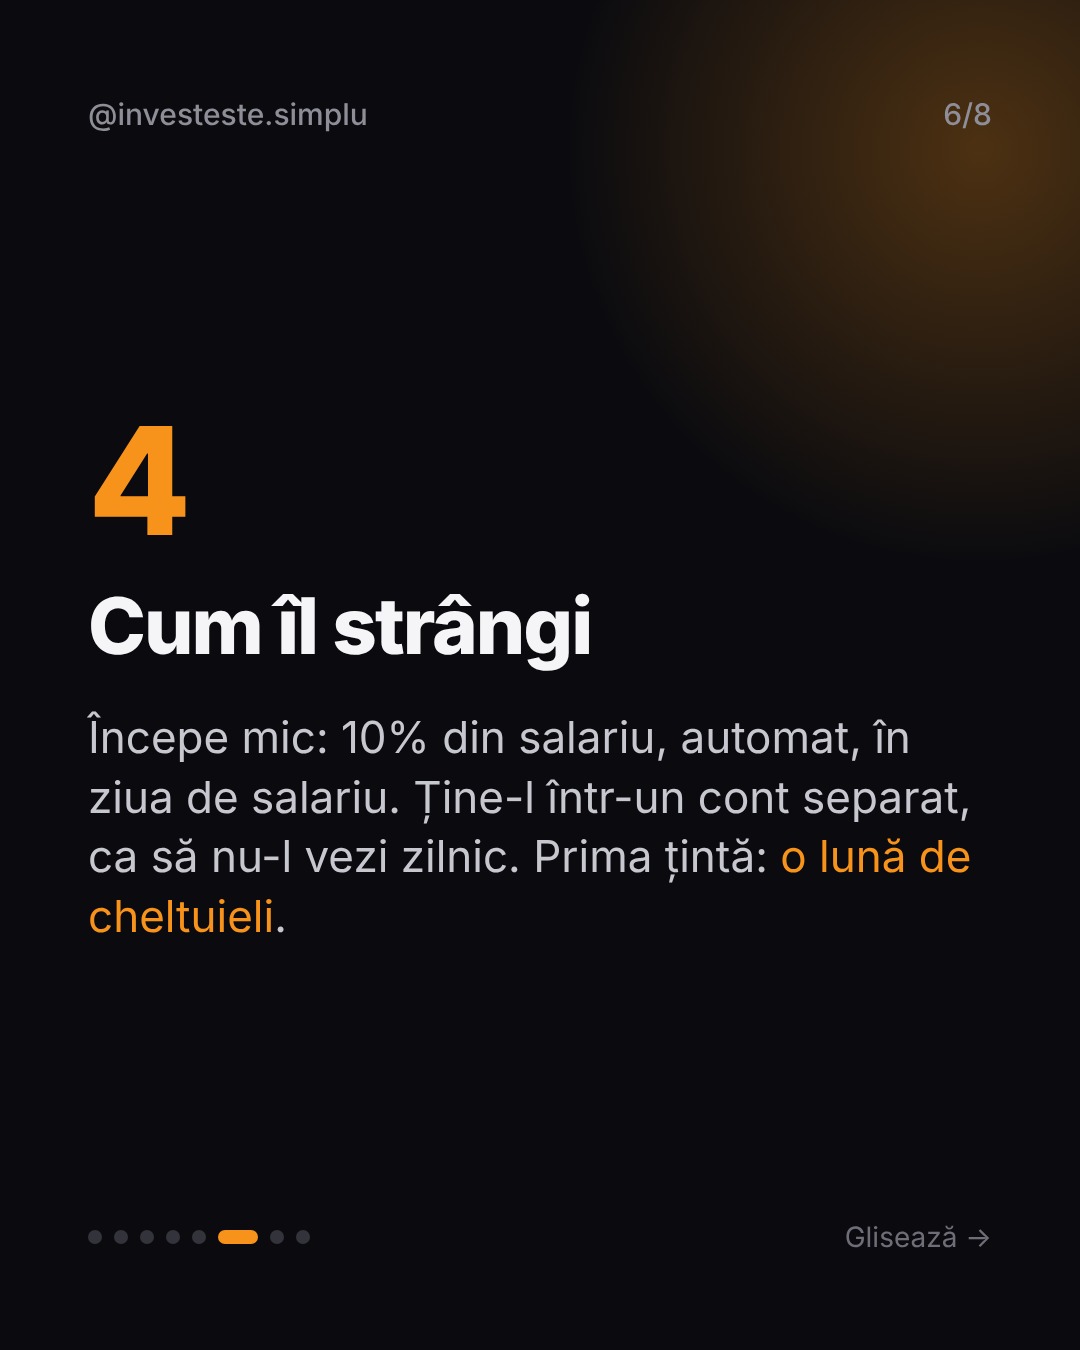 @investeste.simplu
6/8
4
Cum îl strângi
Începe mic: 10% din salariu, automat, în
ziua de salariu. Ține-l într-un cont separat,
ca să nu-l vezi zilnic. Prima țintă: o lună de
cheltuieli.
Glisează →